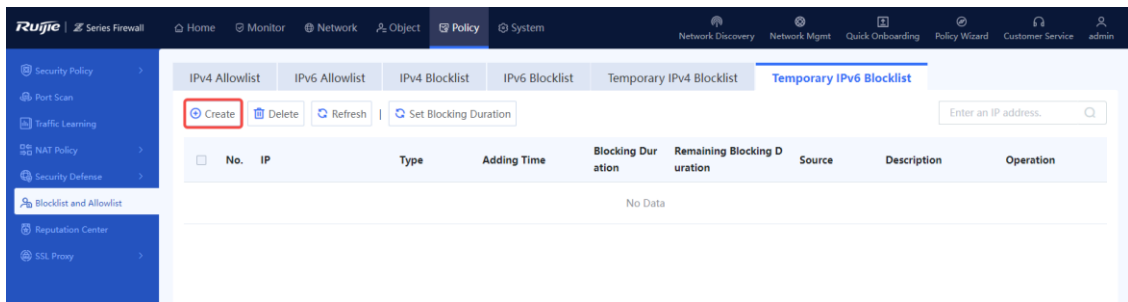 Ruijie | Z Series Firewall
Home Monitor Network Object Policy System
Network Discovery Network Mgmt Quick Onboarding Policy Wizard Customer Service admin
Security Policy
Port Scan
Traffic Learning
NAT Policy
Security Defense
Blocklist and Allowlist
Reputation Center
SSL Proxy
IPv4 Allowlist IPv6 Allowlist IPv4 Blocklist IPv6 Blocklist Temporary IPv4 Blocklist Temporary IPv6 Blocklist
Create Delete Refresh | Set Blocking Duration Enter an IP address.
No. IP Type Adding Time Blocking Dur
ation Remaining Blocking D
uration Source Description Operation
No Data